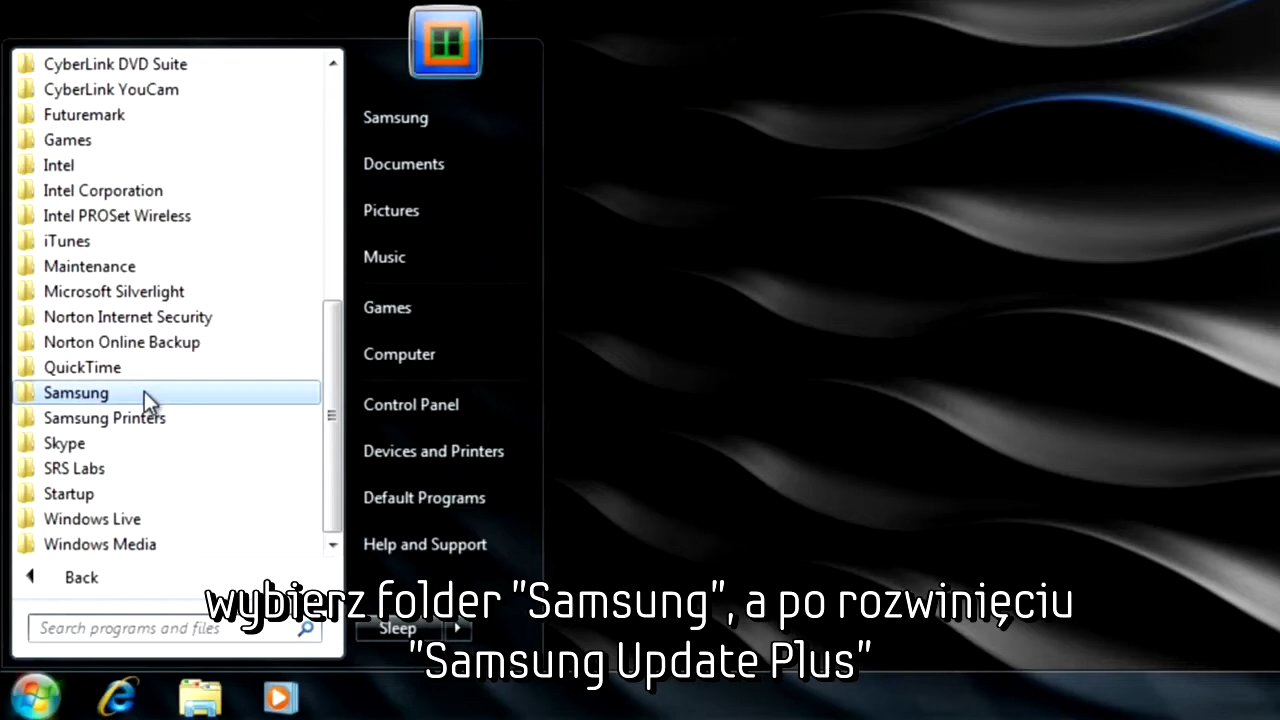 CyberLink DVD Suite
CyberLink YouCam
Futuremark
Games
Intel
Intel Corporation
Intel PROSet Wireless
iTunes
Maintenance
Microsoft Silverlight
Norton Internet Security
Norton Online Backup
QuickTime
Samsung
Samsung Printers
Skype
SRS Labs
Startup
Windows Live
Windows Media
Back
Search programs and files
Samsung
Documents
Pictures
Music
Games
Computer
Control Panel
Devices and Printers
Default Programs
Help and Support
Sleep
wybierz folder "Samsung", a po rozwinięciu
"Samsung Update Plus"